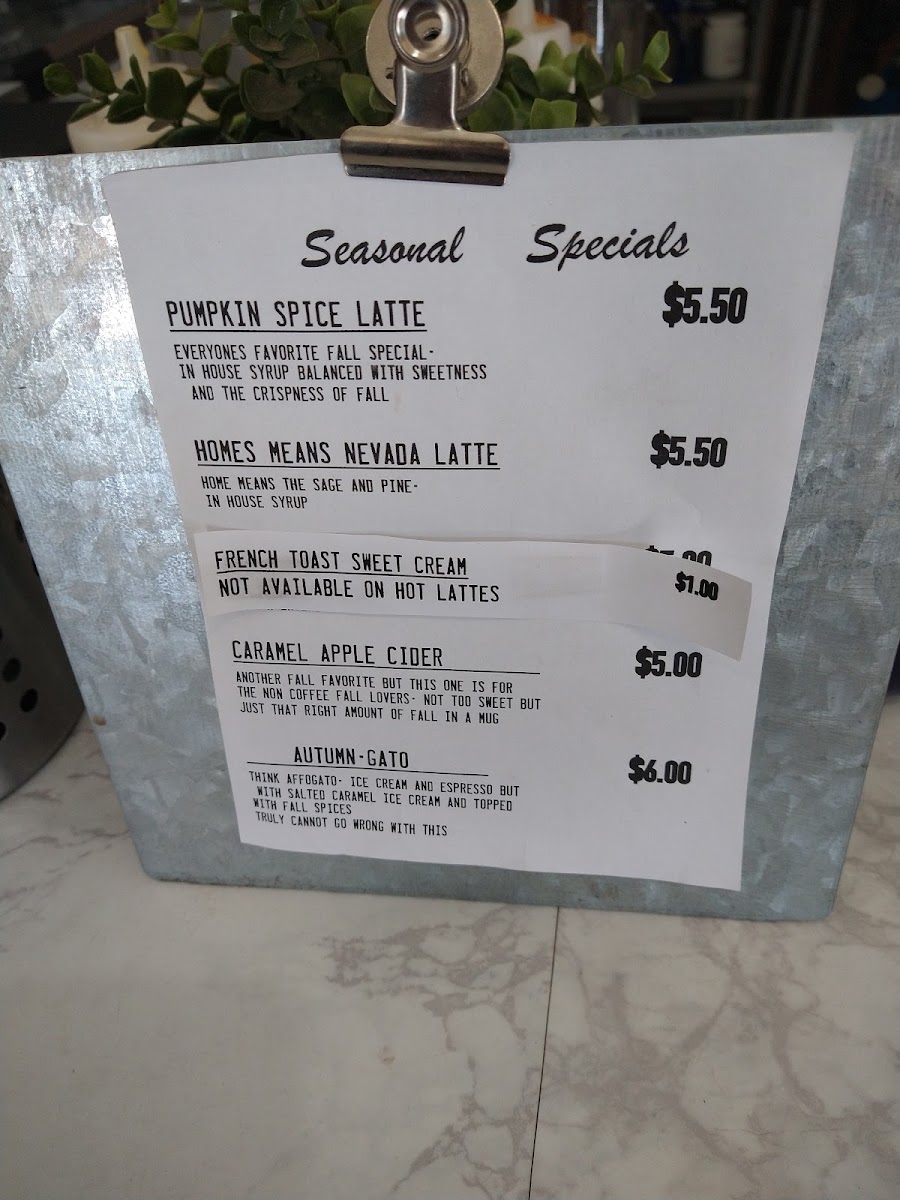 Seasonal Specials
PUMPKIN SPICE LATTE $5.50
EVERYONES FAVORITE FALL SPECIAL-
IN HOUSE SYRUP BALANCED WITH SWEETNESS
AND THE CRISPNESS OF FALL
HOMES MEANS NEVADA LATTE $5.50
HOME MEANS THE SAGE AND PINE-
IN HOUSE SYRUP
FRENCH TOAST SWEET CREAM
NOT AVAILABLE ON HOT LATTES $1.00
CARAMEL APPLE CIDER $5.00
ANOTHER FALL FAVORITE BUT THIS ONE IS FOR
THE NON COFFEE FALL LOVERS- NOT TOO SWEET BUT
JUST THAT RIGHT AMOUNT OF FALL IN A MUG
AUTUMN-GATO $6.00
THINK AFFOGATO- ICE CREAM AND ESPRESSO BUT
WITH SALTED CARAMEL ICE CREAM AND TOPPED
WITH FALL SPICES
TRULY CANNOT GO WRONG WITH THIS